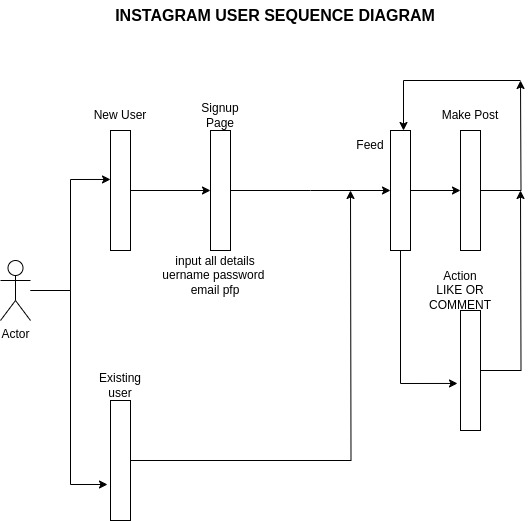 INSTAGRAM USER SEQUENCE DIAGRAM
New User
Signup
Page
Feed
Make Post
input all details
uername password
email pfp
Action
LIKE OR
COMMENT
Actor
Existing
user